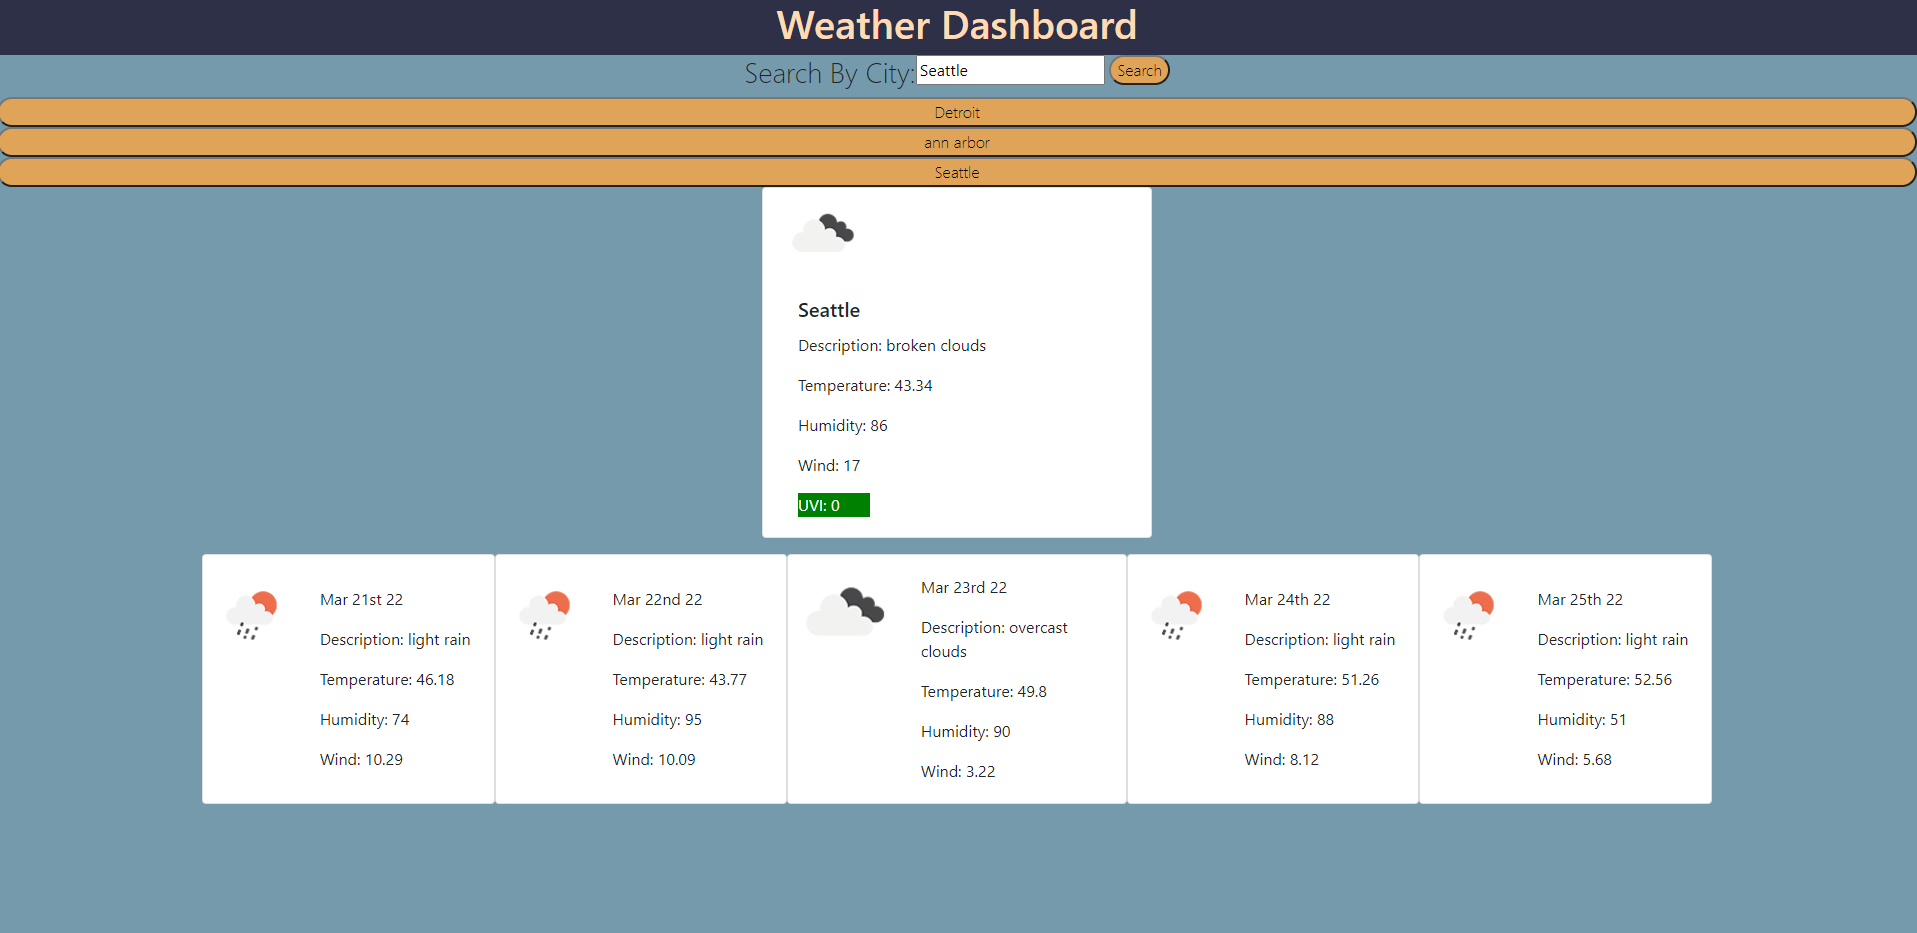 Weather Dashboard
Search By City: Seattle Search
Detroit
ann arbor
Seattle
Seattle
Description: broken clouds
Temperature: 43.34
Humidity: 86
Wind: 17
UVI: 0
Mar 21st 22
Description: light rain
Temperature: 46.18
Humidity: 74
Wind: 10.29
Mar 22nd 22
Description: light rain
Temperature: 43.77
Humidity: 95
Wind: 10.09
Mar 23rd 22
Description: overcast
clouds
Temperature: 49.8
Humidity: 90
Wind: 3.22
Mar 24th 22
Description: light rain
Temperature: 51.26
Humidity: 88
Wind: 8.12
Mar 25th 22
Description: light rain
Temperature: 52.56
Humidity: 51
Wind: 5.68